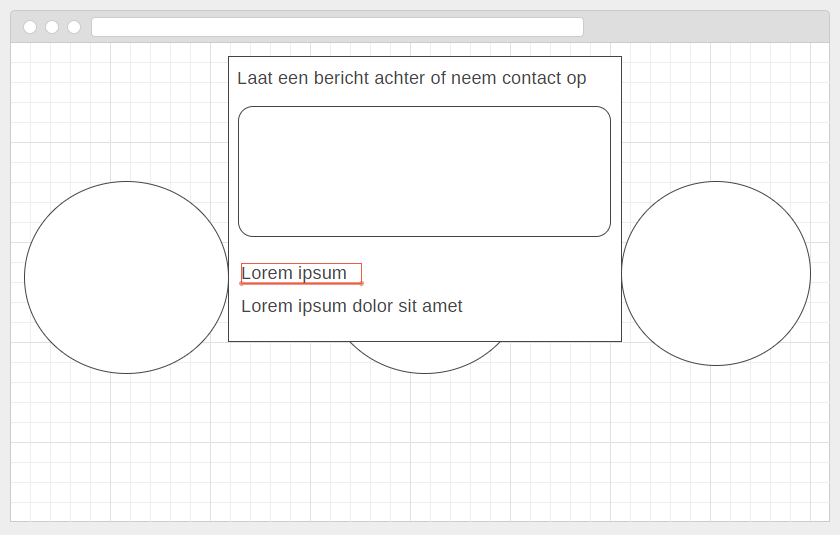 Laat een bericht achter of neem contact op
Lorem ipsum
Lorem ipsum dolor sit amet